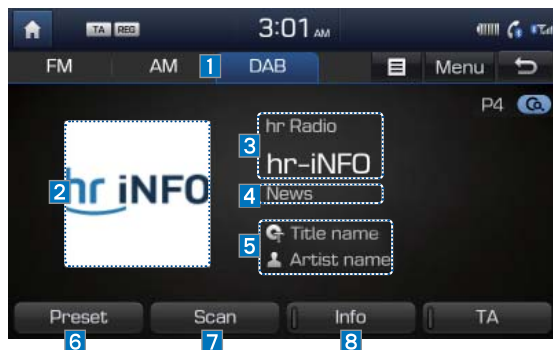 TA REG 3:01 AM
FM AM 1 DAB Menu
P4
hr Radio
3
hr-iNFO
2 hr iNFO
4 News
5 Title name
Artist name
Preset Scan Info TA
6 7 8